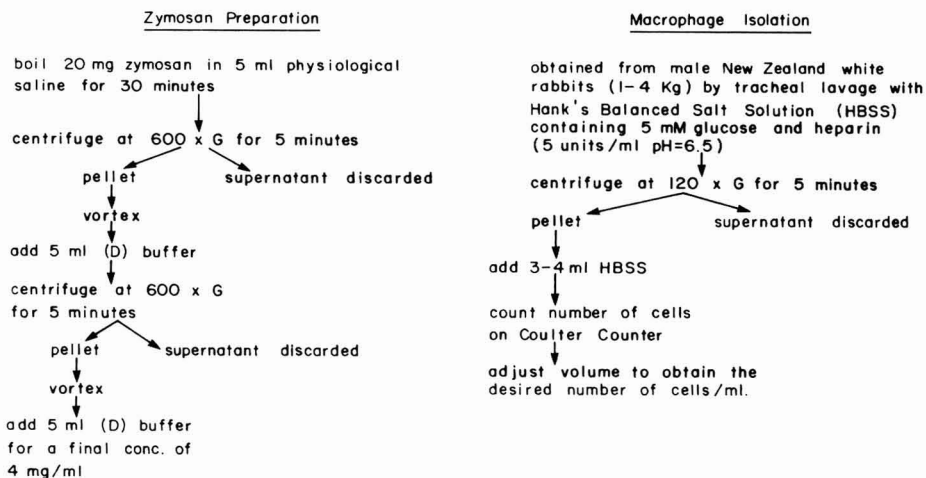 Zymosan Preparation
boil 20 mg zymosan in 5 ml physiological
saline for 30 minutes
centrifuge at 600 x G for 5 minutes
pellet
supernatant discarded
vortex
add 5 ml (D) buffer
centrifuge at 600 x G
for 5 minutes
pellet
supernatant discarded
vortex
add 5 ml (D) buffer
for a final conc. of
4 mg/ml
Macrophage Isolation
obtained from male New Zealand white
rabbits (1-4 Kg) by tracheal lavage with
Hank's Balanced Salt Solution (HBSS)
containing 5 mM glucose and heparin
(5 units/ml pH=6.5)
centrifuge at 120 x G for 5 minutes
pellet
supernatant discarded
add 3-4 ml HBSS
count number of cells
on Coulter Counter
adjust volume to obtain the
desired number of cells/ml.